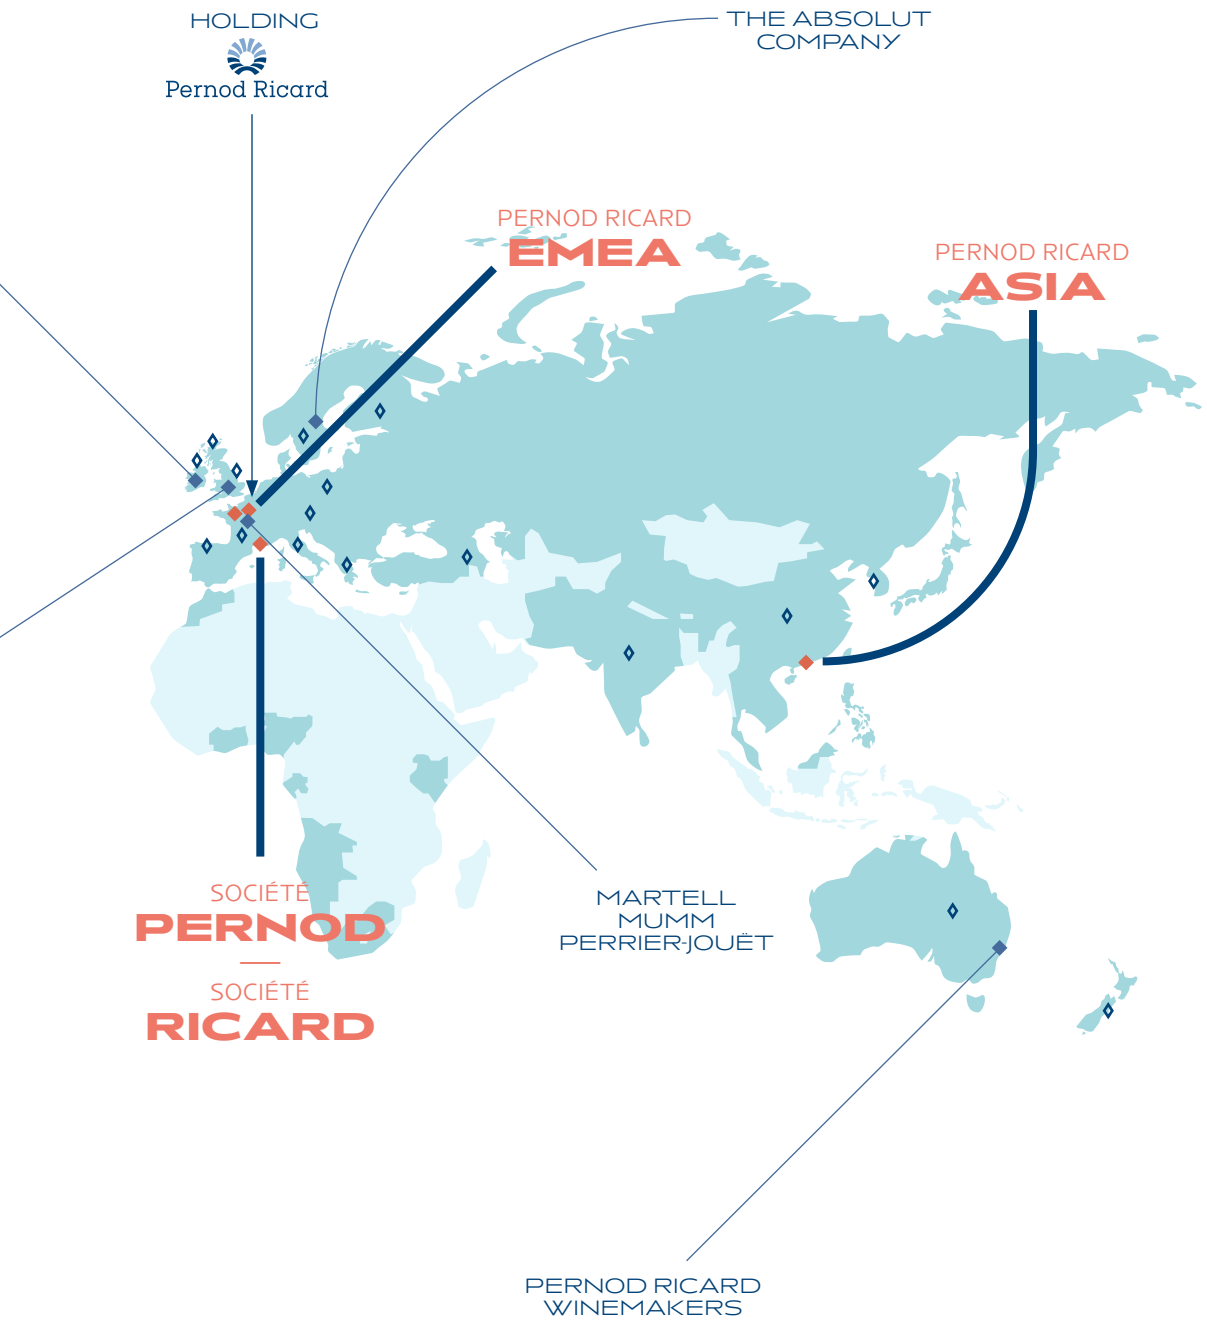 HOLDING
Pernod Ricard
THE ABSOLUT
COMPANY
PERNOD RICARD
EMEA
PERNOD RICARD
ASIA
SOCIÉTÉ
PERNOD
SOCIÉTÉ
RICARD
MARTELL
MUMM
PERRIER-JOUËT
PERNOD RICARD
WINEMAKERS